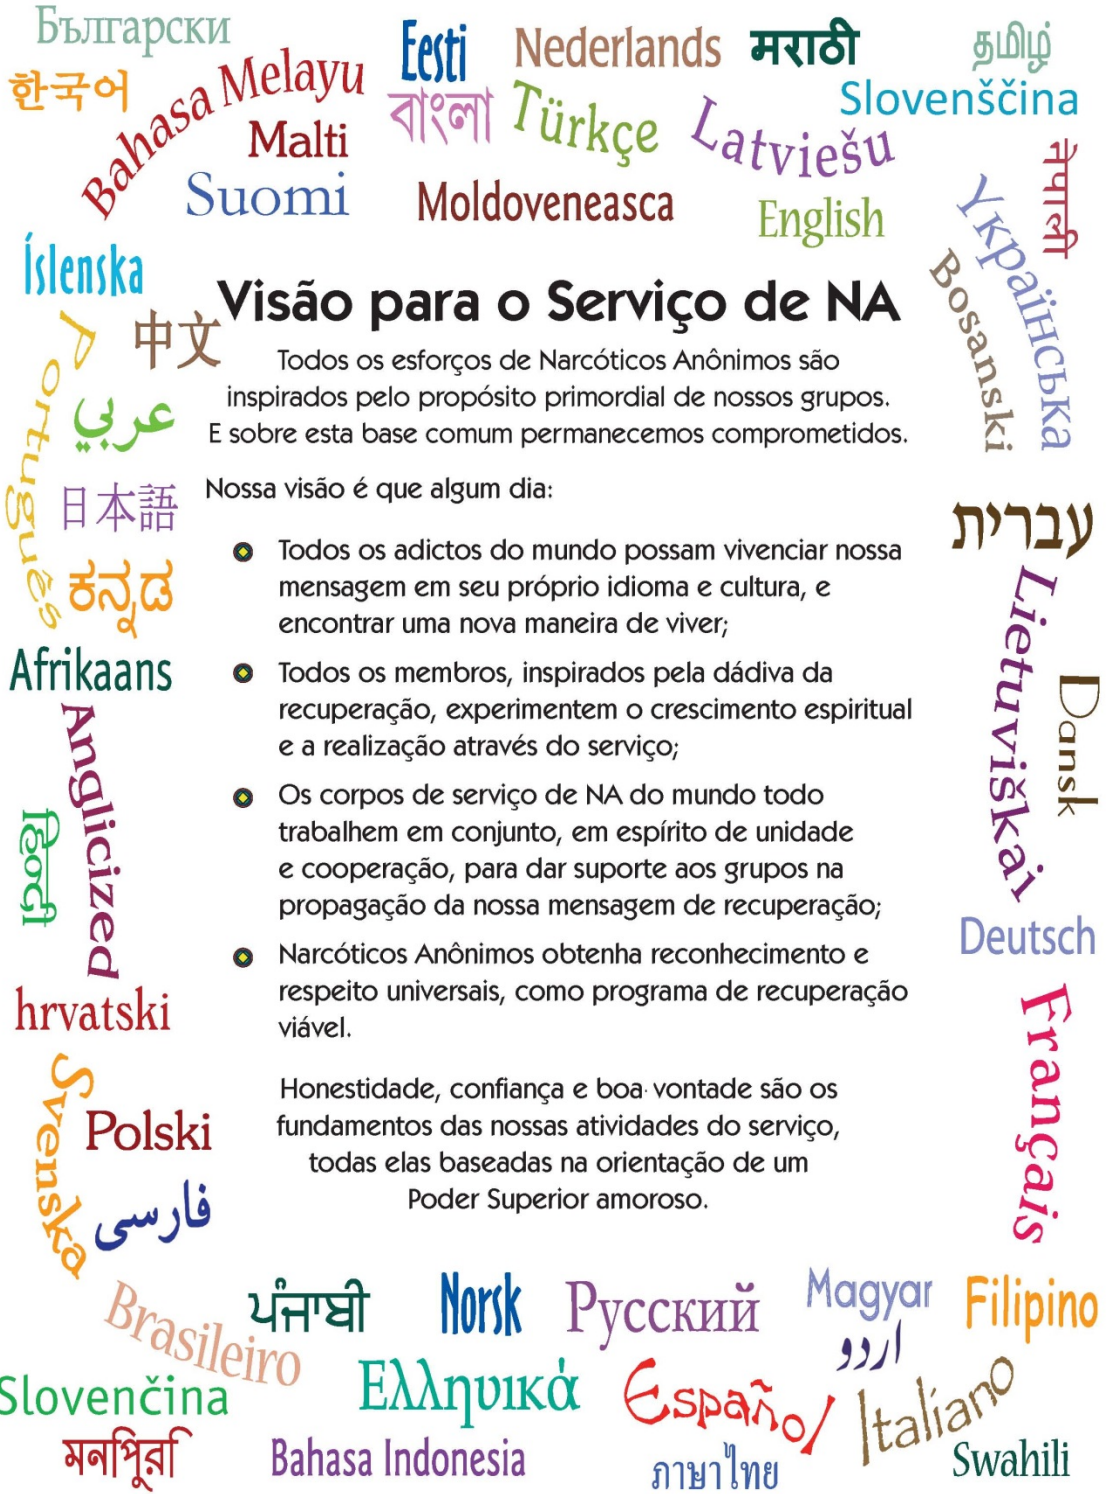 Български
한국어
Bahasa Melayu
Eesti
Nederlands
मराठी
தமிழ்
Malti
বাংলা
Türkçe
Latviešu
Slovenščina
Suomi
Moldoveneasca
English
नेपाली
Українська
Bosanski
Íslenska
中文
Português
عربي
日本語
ಕನ್ನಡ
Afrikaans
Anglicized
हिन्दी
hrvatski
Svenska
Polski
فارسی
Visão para o Serviço de NA
Todos os esforços de Narcóticos Anônimos são
inspirados pelo propósito primordial de nossos grupos.
E sobre esta base comum permanecemos comprometidos.
Nossa visão é que algum dia:
Todos os adictos do mundo possam vivenciar nossa
mensagem em seu próprio idioma e cultura, e
encontrar uma nova maneira de viver;
Todos os membros, inspirados pela dádiva da
recuperação, experimentem o crescimento espiritual
e a realização através do serviço;
Os corpos de serviço de NA do mundo todo
trabalhem em conjunto, em espírito de unidade
e cooperação, para dar suporte aos grupos na
propagação da nossa mensagem de recuperação;
Narcóticos Anônimos obtenha reconhecimento e
respeito universais, como programa de recuperação
viável.
Honestidade, confiança e boa vontade são os
fundamentos das nossas atividades do serviço,
todas elas baseadas na orientação de um
Poder Superior amoroso.
עברית
Lietuviškai
Dansk
Deutsch
Français
Brasileiro
ਪੰਜਾਬੀ
Norsk
Русский
Magyar
Filipino
اردو
Slovenčina
Ελληνικά
Español
Italiano
মনিপুরি
Bahasa Indonesia
ภาษาไทย
Swahili